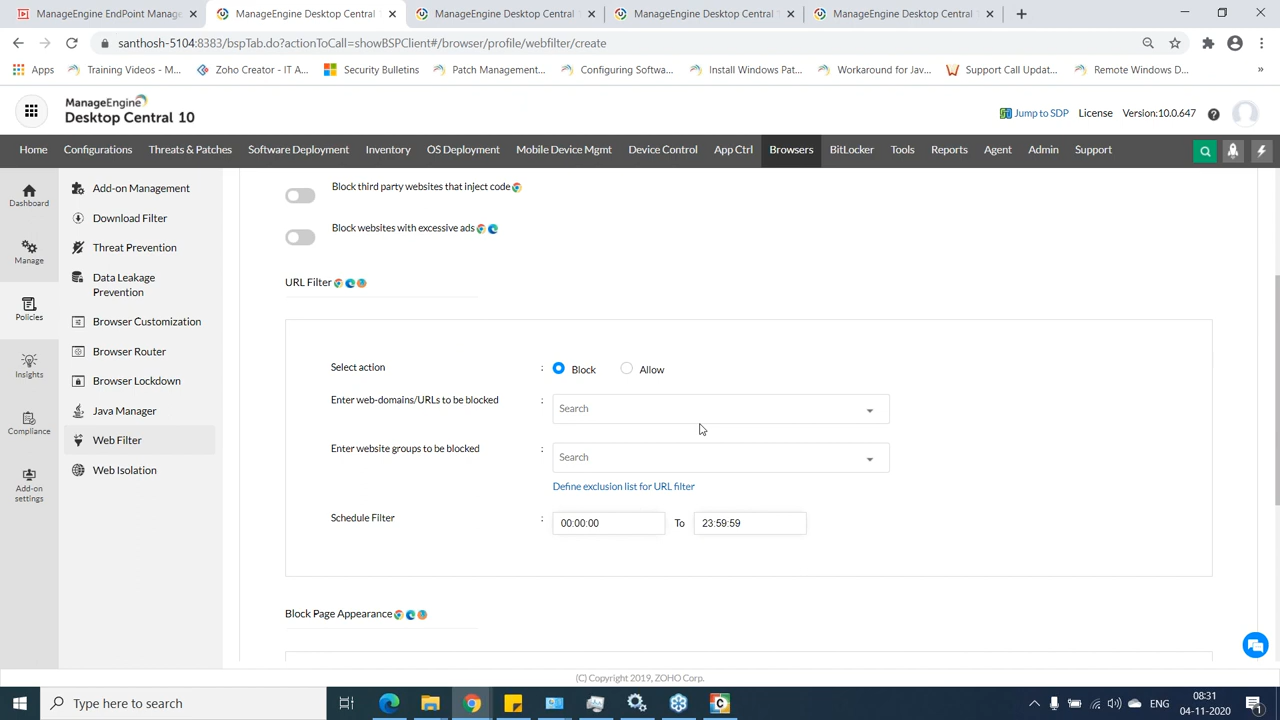 ManageEngine EndPoint Manage
ManageEngine Desktop Central
ManageEngine Desktop Central
ManageEngine Desktop Central
ManageEngine Desktop Central
santhosh-5104:8383/bspTab.do?actionToCall=showBSPClient#/browser/profile/webfilter/create
Apps
Training Videos - M...
Zoho Creator - IT A...
Security Bulletins
Patch Management...
Configuring Softwa...
Install Windows Pat...
Workaround for Jav...
Support Call Updat...
Remote Windows D...
»
ManageEngine
Desktop Central 10
Jump to SDP
License
Version:10.0.647
Home
Configurations
Threats & Patches
Software Deployment
Inventory
OS Deployment
Mobile Device Mgmt
Device Control
App Ctrl
Browsers
BitLocker
Tools
Reports
Agent
Admin
Support
Dashboard
Manage
Policies
Insights
Compliance
Add-on
settings
Add-on Management
Download Filter
Threat Prevention
Data Leakage
Prevention
Browser Customization
Browser Router
Browser Lockdown
Java Manager
Web Filter
Web Isolation
Block third party websites that inject code
Block websites with excessive ads
URL Filter
Select action : Block Allow
Enter web-domains/URLs to be blocked : Search
Enter website groups to be blocked : Search
Define exclusion list for URL filter
Schedule Filter : 00:00:00 To 23:59:59
Block Page Appearance
(C) Copyright 2019, ZOHO Corp.
Type here to search
ENG
08:31
04-11-2020
1